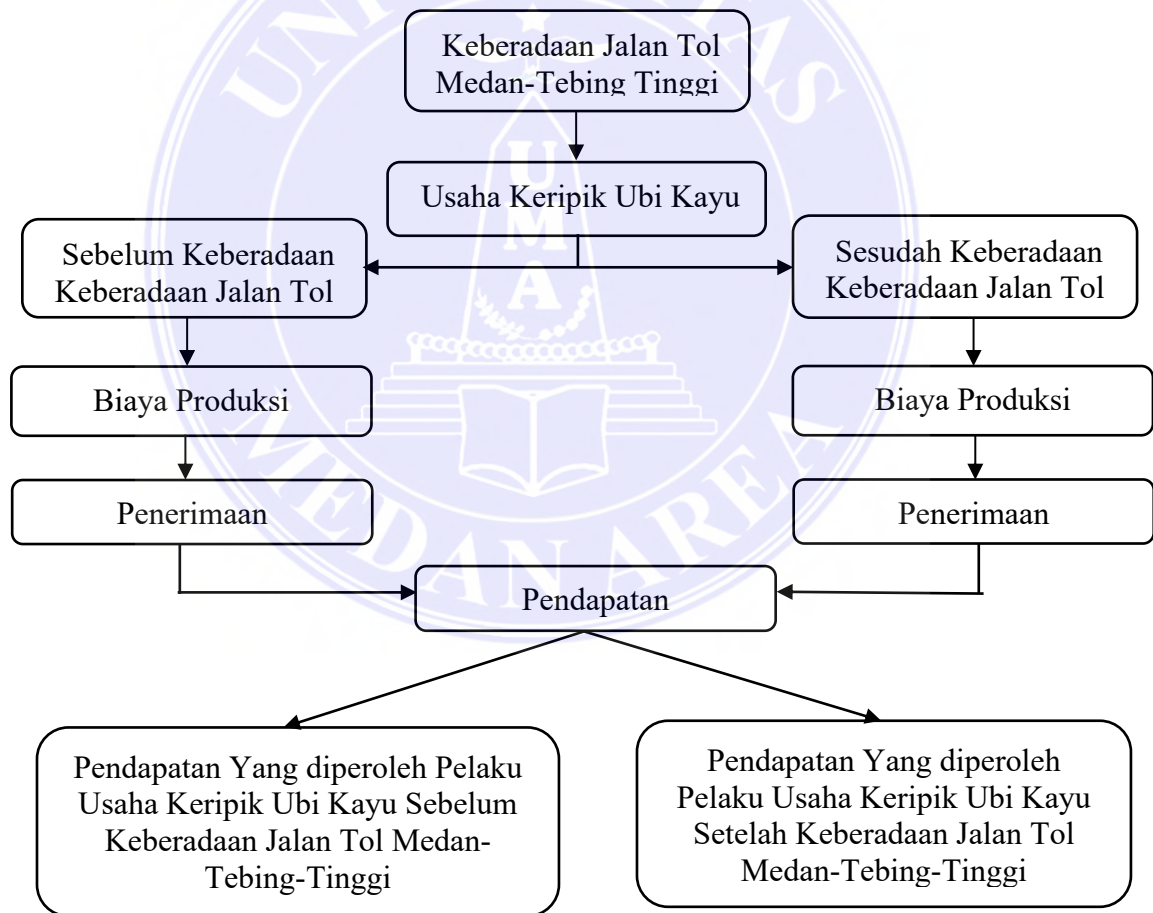 Keberadaan Jalan Tol
Medan-Tebing Tinggi
Usaha Keripik Ubi Kayu
Sebelum Keberadaan
Keberadaan Jalan Tol
Sesudah Keberadaan
Keberadaan Jalan Tol
Biaya Produksi
Biaya Produksi
Penerimaan
Penerimaan
Pendapatan
Pendapatan Yang diperoleh Pelaku
Usaha Keripik Ubi Kayu Sebelum
Keberadaan Jalan Tol Medan-
Tebing-Tinggi
Pendapatan Yang diperoleh
Pelaku Usaha Keripik Ubi Kayu
Setelah Keberadaan Jalan Tol
Medan-Tebing-Tinggi
UMA
MEDAN AREA